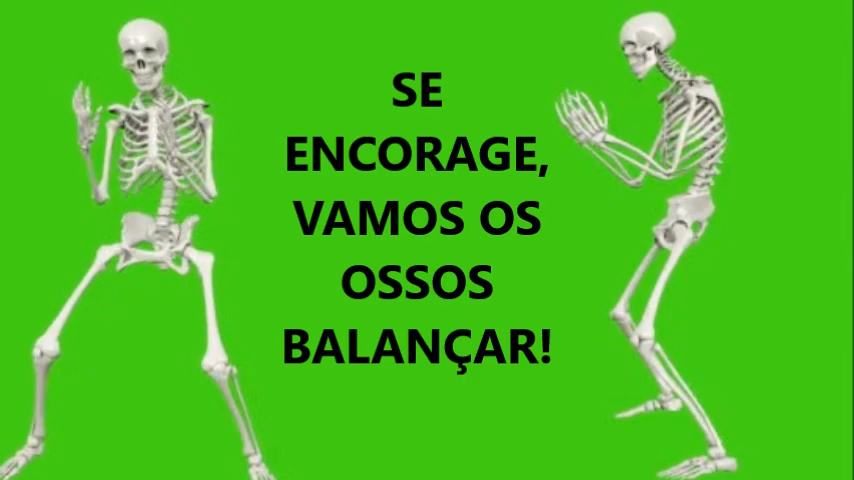 SE
ENCORAGE,
VAMOS OS
OSSOS
BALANÇAR!